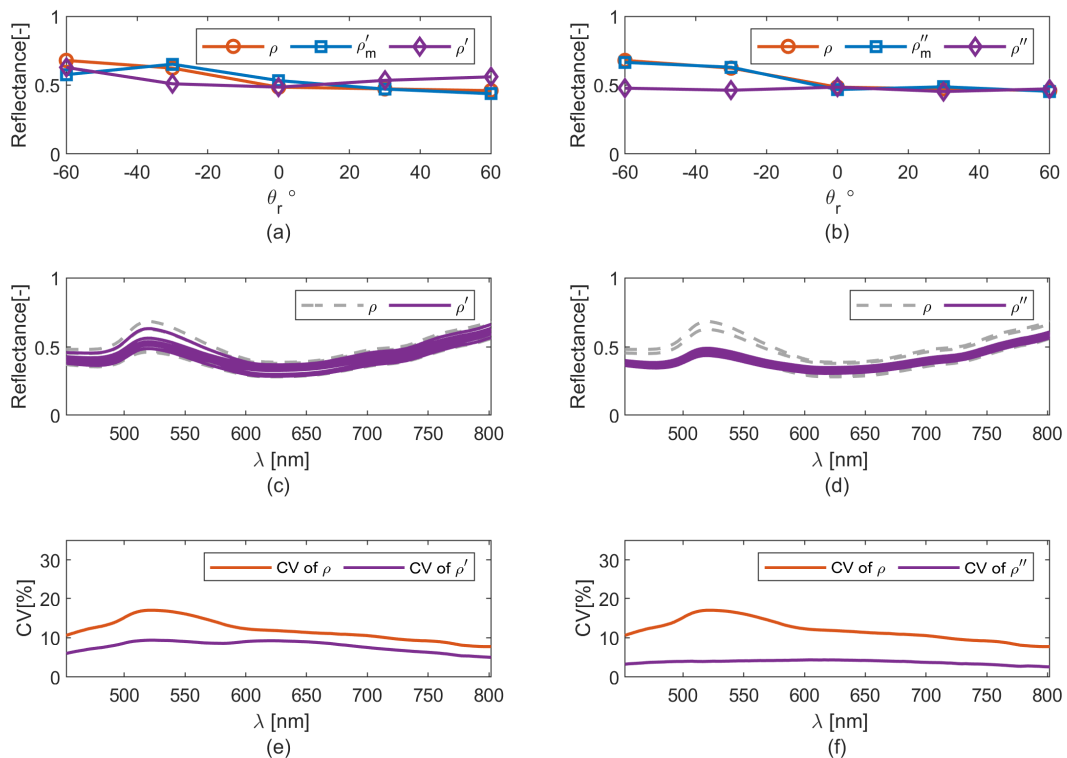 1
0.5
0
Reflectance[-]
ρ ρ′m ρ′
-60 -40 -20 0 20 40 60
θr °
(a)
1
0.5
0
Reflectance[-]
ρ ρ″m ρ″
-60 -40 -20 0 20 40 60
θr °
(b)
1
0.5
0
Reflectance[-]
ρ ρ′
500 550 600 650 700 750 800
λ [nm]
(c)
1
0.5
0
Reflectance[-]
ρ ρ″
500 550 600 650 700 750 800
λ [nm]
(d)
30
20
10
0
CV[%]
CV of ρ CV of ρ′
500 550 600 650 700 750 800
λ [nm]
(e)
30
20
10
0
CV[%]
CV of ρ CV of ρ″
500 550 600 650 700 750 800
λ [nm]
(f)